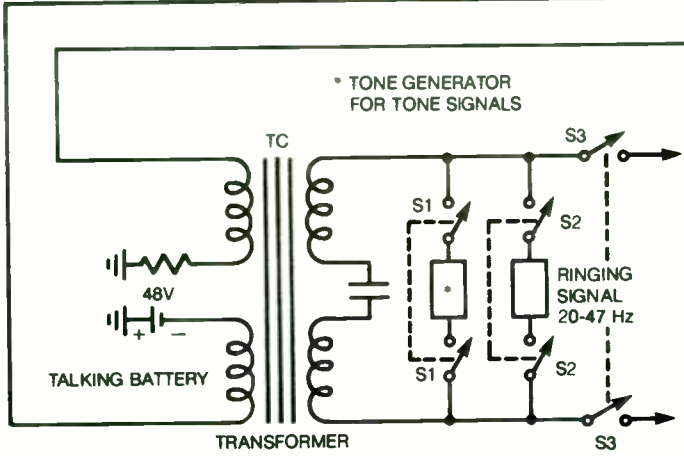 * TONE GENERATOR
FOR TONE SIGNALS
TC
S3
S1
S2
*
RINGING
SIGNAL
20-47 Hz
48V
+ −
S1
S2
TALKING BATTERY
TRANSFORMER
S3